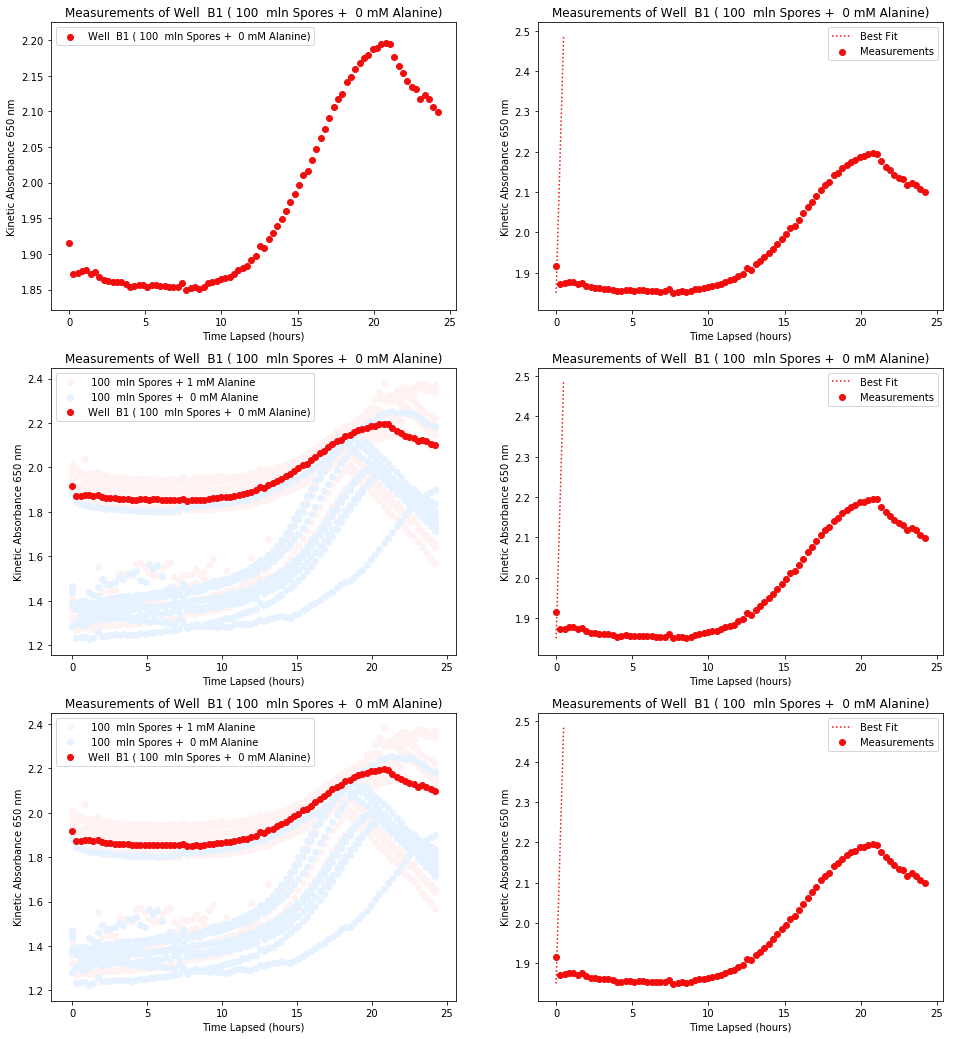 Measurements of Well  B1 ( 100  mln Spores +  0 mM Alanine)
Well  B1 ( 100  mln Spores +  0 mM Alanine)
Kinetic Absorbance 650 nm
2.20
2.15
2.10
2.05
2.00
1.95
1.90
1.85
0 5 10 15 20 25
Time Lapsed (hours)
Measurements of Well  B1 ( 100  mln Spores +  0 mM Alanine)
Best Fit
Measurements
Kinetic Absorbance 650 nm
2.5
2.4
2.3
2.2
2.1
2.0
1.9
0 5 10 15 20 25
Time Lapsed (hours)
Measurements of Well  B1 ( 100  mln Spores +  0 mM Alanine)
100  mln Spores + 1 mM Alanine
100  mln Spores +  0 mM Alanine
Well  B1 ( 100  mln Spores +  0 mM Alanine)
Kinetic Absorbance 650 nm
2.4
2.2
2.0
1.8
1.6
1.4
1.2
0 5 10 15 20 25
Time Lapsed (hours)
Measurements of Well  B1 ( 100  mln Spores +  0 mM Alanine)
Best Fit
Measurements
Kinetic Absorbance 650 nm
2.5
2.4
2.3
2.2
2.1
2.0
1.9
0 5 10 15 20 25
Time Lapsed (hours)
Measurements of Well  B1 ( 100  mln Spores +  0 mM Alanine)
100  mln Spores + 1 mM Alanine
100  mln Spores +  0 mM Alanine
Well  B1 ( 100  mln Spores +  0 mM Alanine)
Kinetic Absorbance 650 nm
2.4
2.2
2.0
1.8
1.6
1.4
1.2
0 5 10 15 20 25
Time Lapsed (hours)
Measurements of Well  B1 ( 100  mln Spores +  0 mM Alanine)
Best Fit
Measurements
Kinetic Absorbance 650 nm
2.5
2.4
2.3
2.2
2.1
2.0
1.9
0 5 10 15 20 25
Time Lapsed (hours)